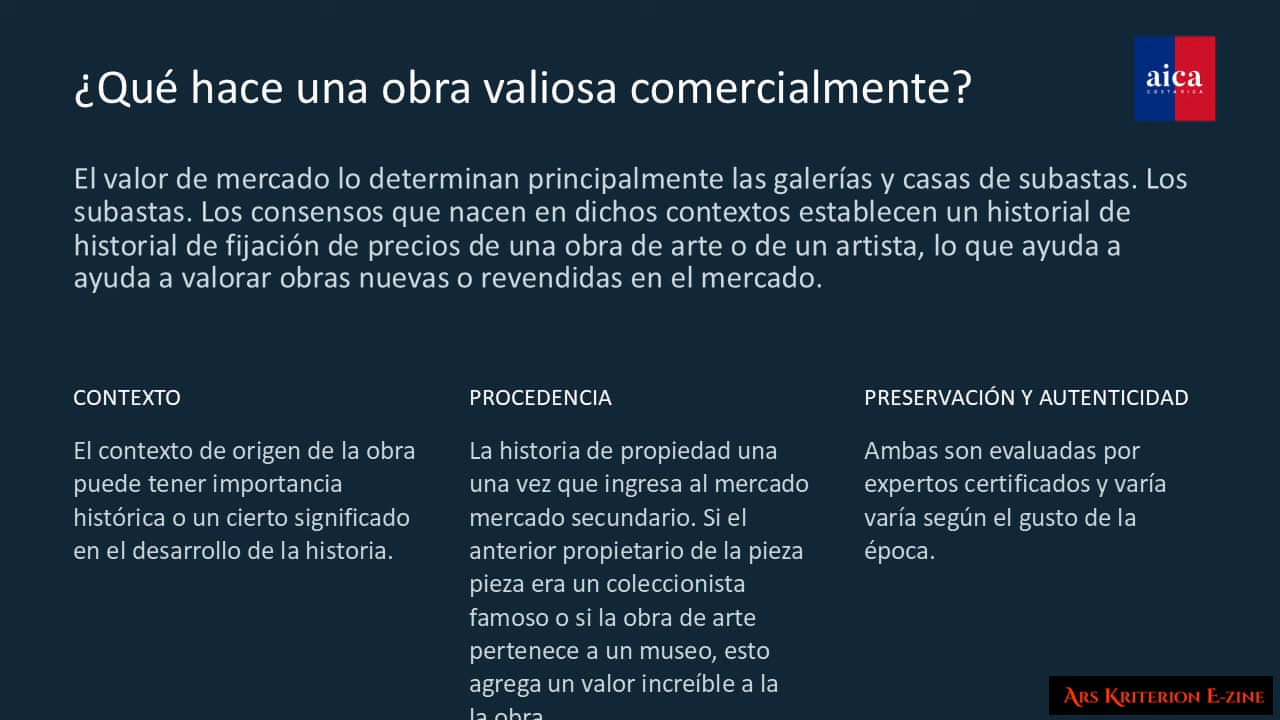 ¿Qué hace una obra valiosa comercialmente?
aica
COSTA RICA
El valor de mercado lo determinan principalmente las galerías y casas de subastas. Los
subastas. Los consensos que nacen en dichos contextos establecen un historial de
historial de fijación de precios de una obra de arte o de un artista, lo que ayuda a
ayuda a valorar obras nuevas o revendidas en el mercado.
CONTEXTO
El contexto de origen de la obra
puede tener importancia
histórica o un cierto significado
en el desarrollo de la historia.
PROCEDENCIA
La historia de propiedad una
una vez que ingresa al mercado
mercado secundario. Si el
anterior propietario de la pieza
pieza era un coleccionista
famoso o si la obra de arte
pertenece a un museo, esto
agrega un valor increíble a la
la obra.
PRESERVACIÓN Y AUTENTICIDAD
Ambas son evaluadas por
expertos certificados y varía
varía según el gusto de la
época.
ARS KRITERION E-ZINE